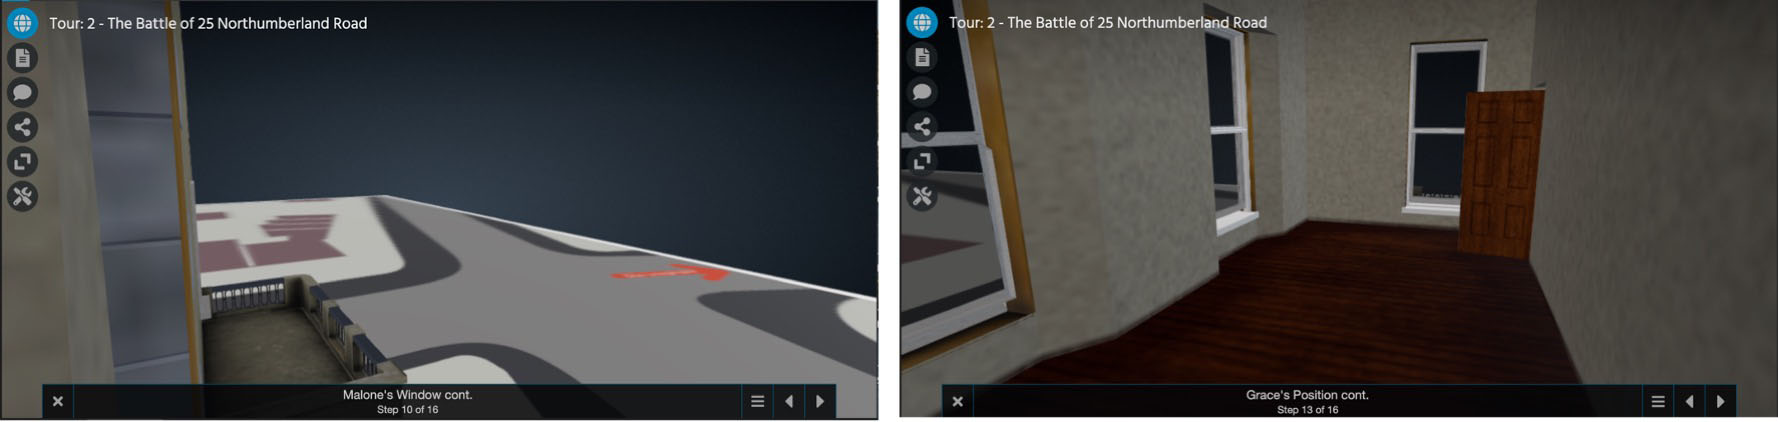 Tour: 2 - The Battle of 25 Northumberland Road
Malone's Window cont.
Step 10 of 16
Tour: 2 - The Battle of 25 Northumberland Road
Grace's Position cont.
Step 13 of 16